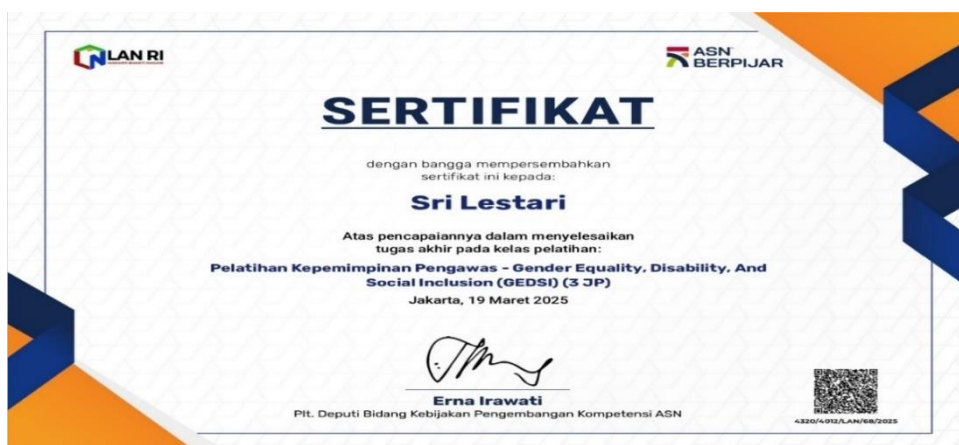 LAN RI
ASN
BERPIJAR
SERTIFIKAT
dengan bangga mempersembahkan
sertifikat ini kepada:
Sri Lestari
Atas pencapaiannya dalam menyelesaikan
tugas akhir pada kelas pelatihan:
Pelatihan Kepemimpinan Pengawas - Gender Equality, Disability, And
Social Inclusion (GEDSI) (3 JP)
Jakarta, 19 Maret 2025
Erna Irawati
Plt. Deputi Bidang Kebijakan Pengembangan Kompetensi ASN
4320/4012/LAN/68/2025